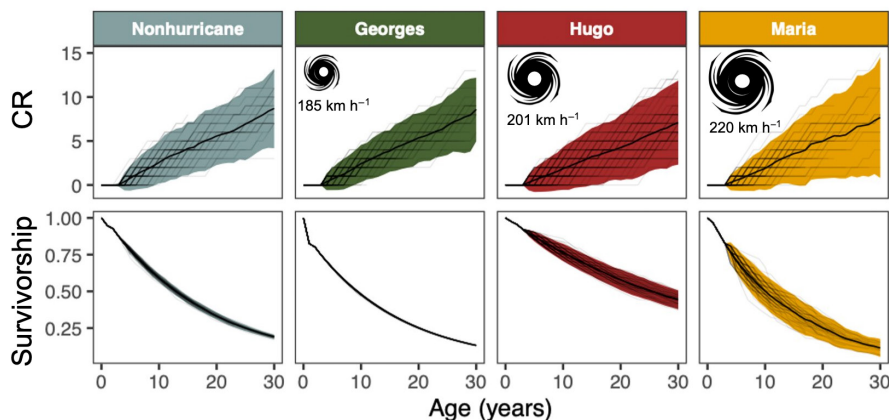 Nonhurricane Georges Hugo Maria
CR
15
10
5
0
185 km h⁻¹
201 km h⁻¹
220 km h⁻¹
Survivorship
1.00
0.75
0.50
0.25
0 10 20 30 0 10 20 30 0 10 20 30 0 10 20 30
Age (years)